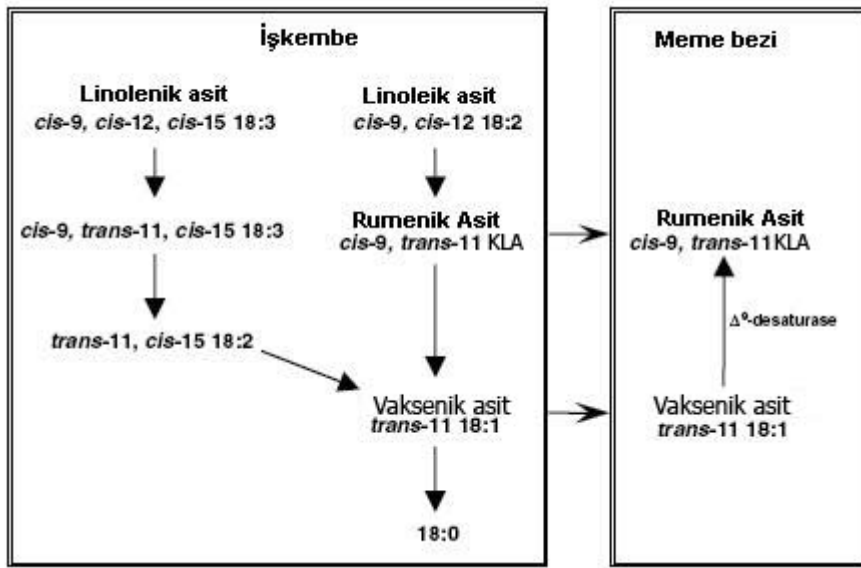 İşkembe
Linolenik asit
cis-9, cis-12, cis-15 18:3
cis-9, trans-11, cis-15 18:3
trans-11, cis-15 18:2
Linoleik asit
cis-9, cis-12 18:2
Rumenik Asit
cis-9, trans-11 KLA
Vaksenik asit
trans-11 18:1
18:0
Meme bezi
Rumenik Asit
cis-9, trans-11KLA
Δ⁹-desaturase
Vaksenik asit
trans-11 18:1